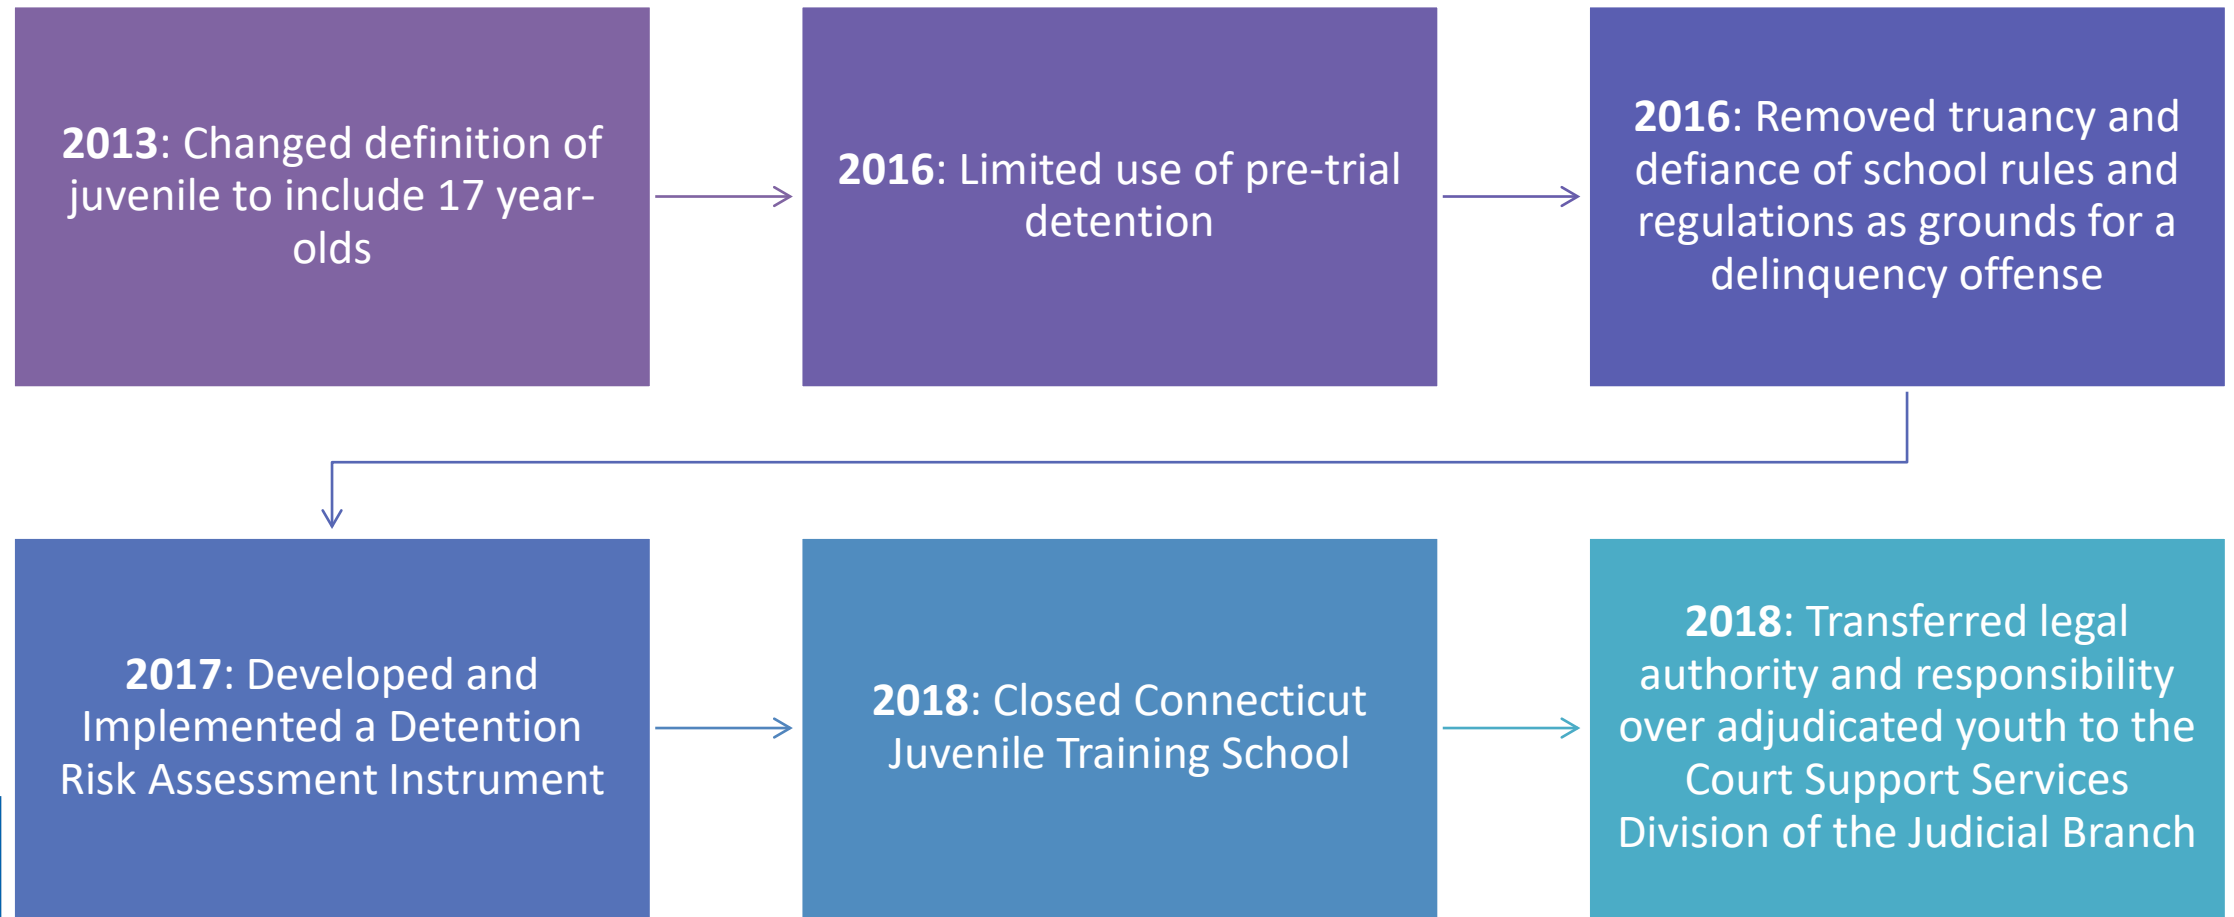 2013: Changed definition of
juvenile to include 17 year-
olds
2016: Limited use of pre-trial
detention
2016: Removed truancy and
defiance of school rules and
regulations as grounds for a
delinquency offense
2017: Developed and
Implemented a Detention
Risk Assessment Instrument
2018: Closed Connecticut
Juvenile Training School
2018: Transferred legal
authority and responsibility
over adjudicated youth to the
Court Support Services
Division of the Judicial Branch